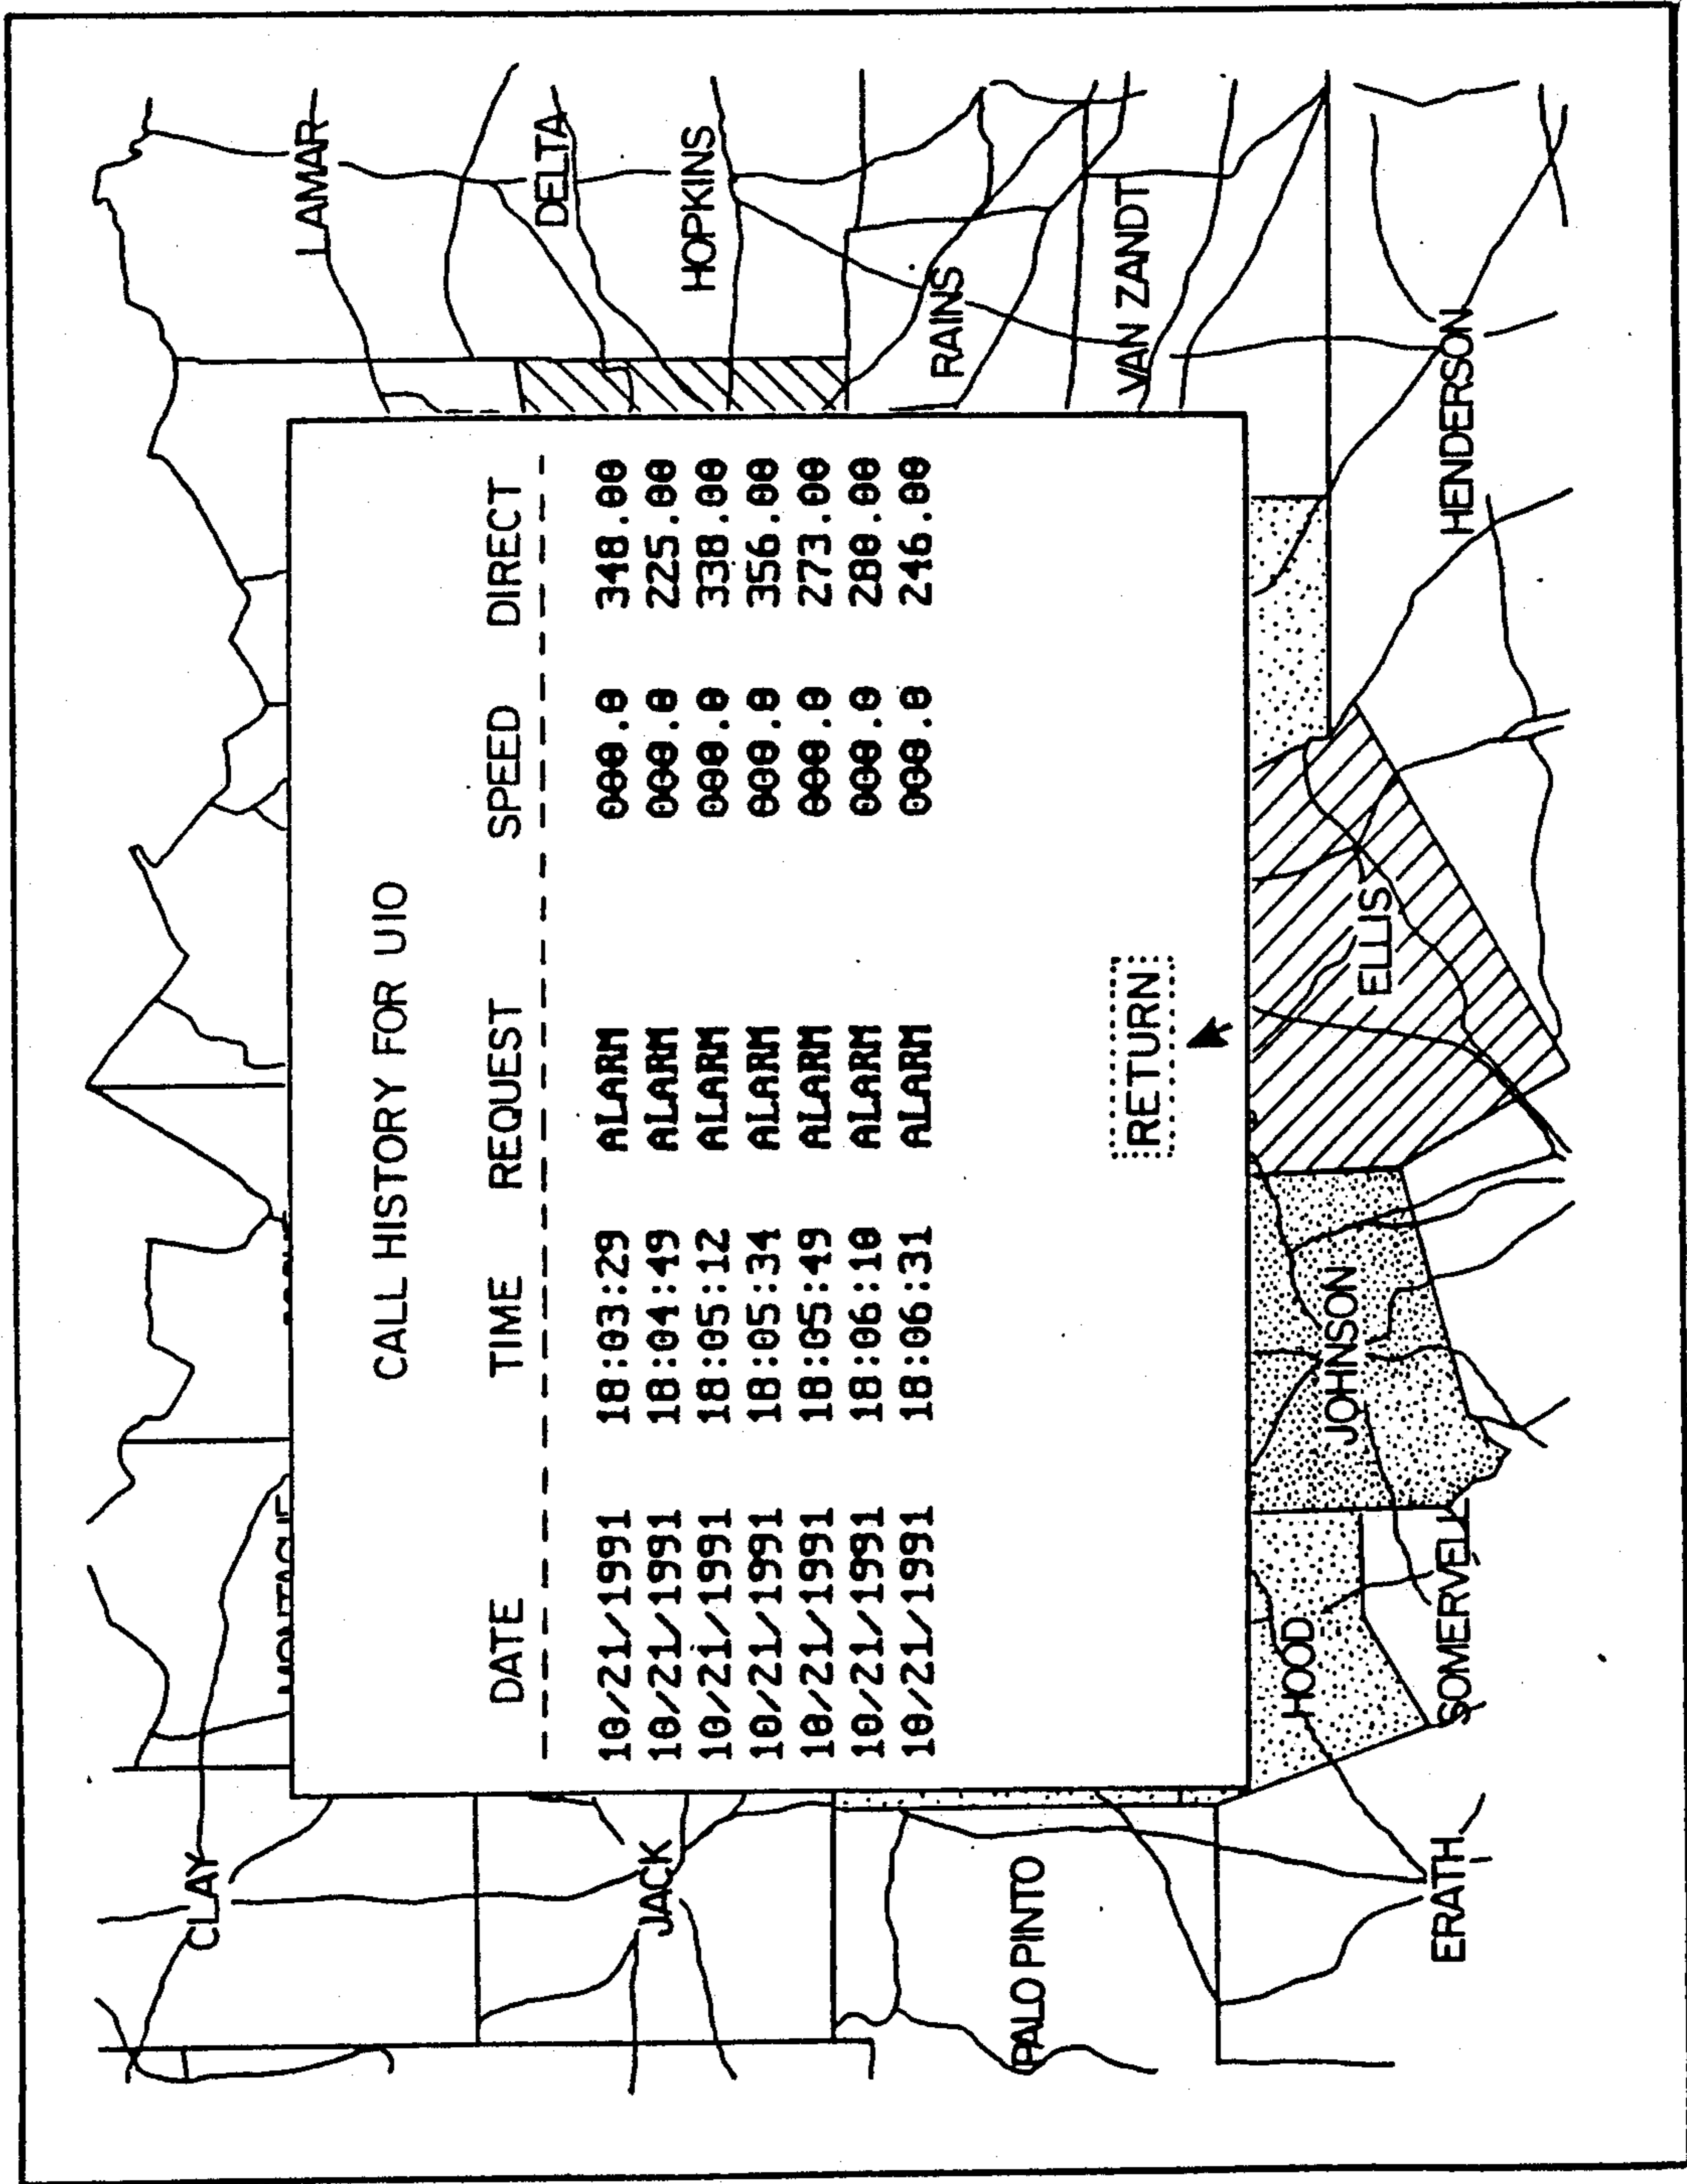 CLAY
LAMAR
CALL HISTORY FOR U10
DATE TIME REQUEST SPEED DIRECT
10/21/1991 18:03:29 ALARM 000.0 348.00
10/21/1991 18:04:49 ALARM 000.0 225.00
10/21/1991 18:05:12 ALARM 000.0 338.00
10/21/1991 18:05:34 ALARM 000.0 356.00
10/21/1991 18:05:49 ALARM 000.0 273.00
10/21/1991 18:06:10 ALARM 000.0 280.00
10/21/1991 18:06:31 ALARM 000.0 246.00
RETURN
DELTA
JACK
HOPKINS
RAINS
PALO PINTO
VAN ZANDT
HOOD
JOHNSON
ELLIS
ERATH
SOMERVELL
HENDERSON